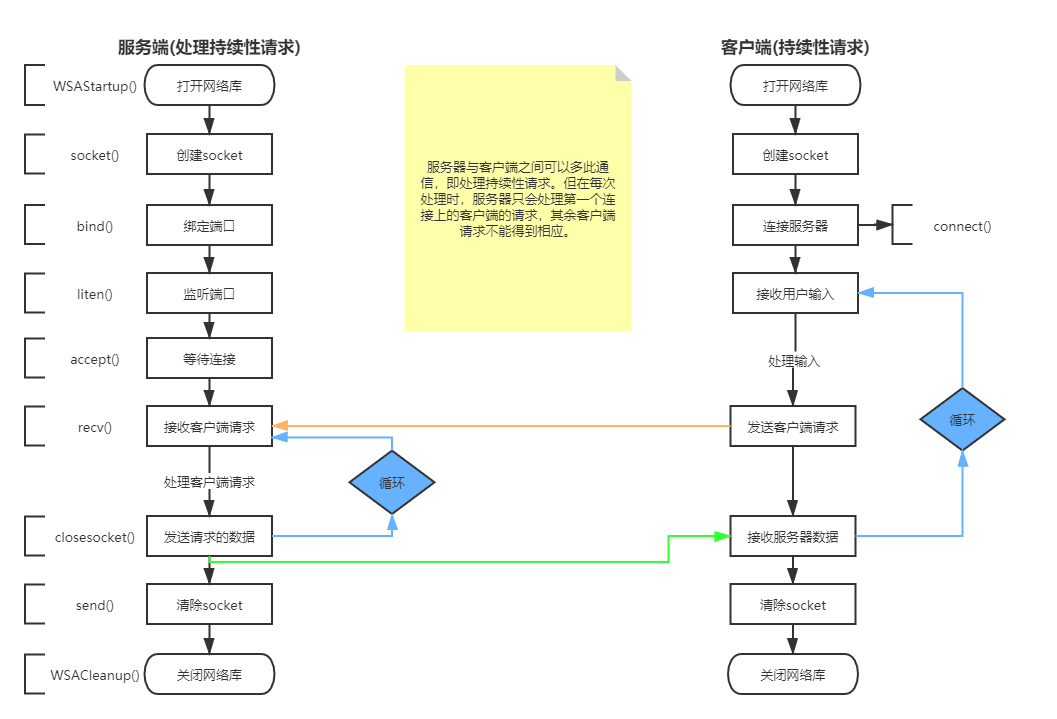 服务端(处理持续性请求)
客户端(持续性请求)
WSAStartup()
打开网络库
打开网络库
socket()
创建socket
创建socket
服务器与客户端之间可以多此通
信，即处理持续性请求。但在每次
处理时，服务器只会处理第一个连
接上的客户端的请求，其余客户端
请求不能得到相应。
bind()
绑定端口
连接服务器
connect()
liten()
监听端口
接收用户输入
accept()
等待连接
处理输入
recv()
接收客户端请求
发送客户端请求
循环
处理客户端请求
循环
closesocket()
发送请求的数据
接收服务器数据
send()
清除socket
清除socket
WSACleanup()
关闭网络库
关闭网络库